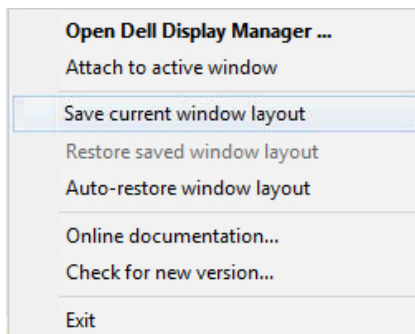 Open Dell Display Manager ...
Attach to active window
Save current window layout
Restore saved window layout
Auto-restore window layout
Online documentation...
Check for new version...
Exit